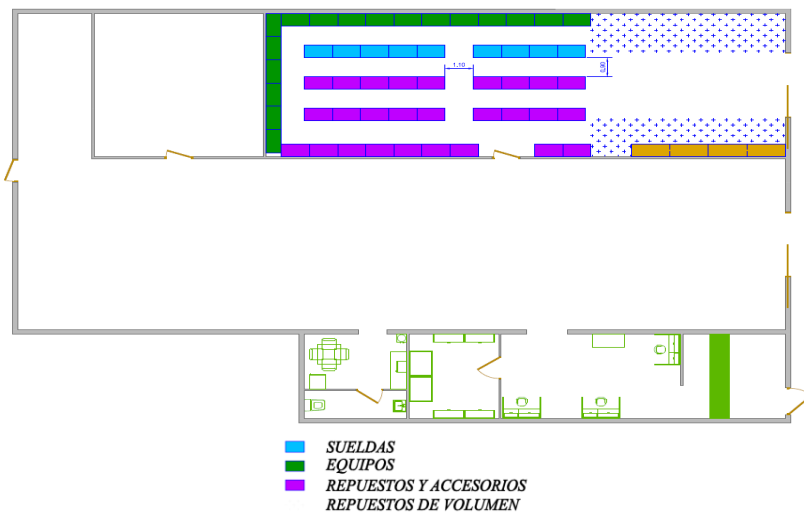 1,10
0,90
SUELDAS
EQUIPOS
REPUESTOS Y ACCESORIOS
REPUESTOS DE VOLUMEN